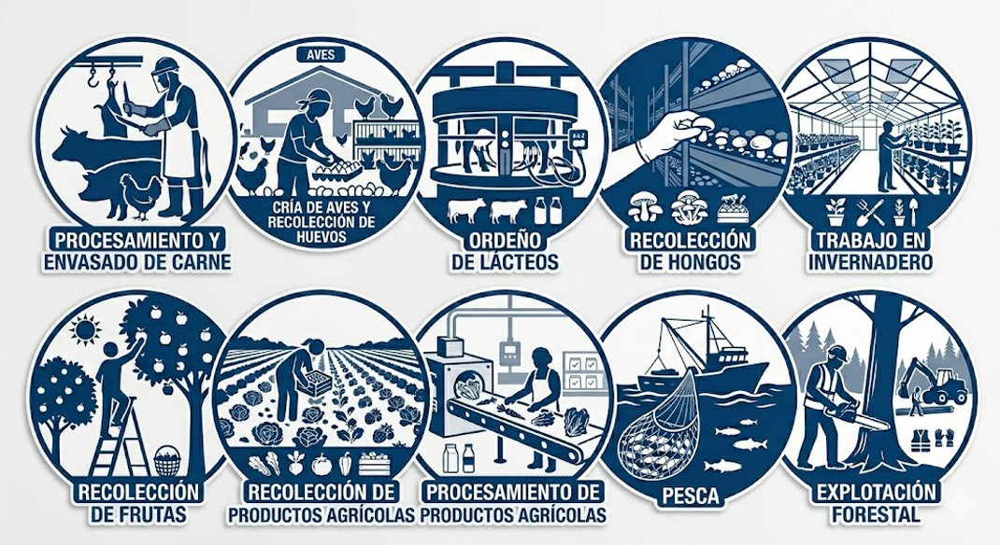 PROCESAMIENTO Y
ENVASADO DE CARNE
AVES
CRÍA DE AVES Y
RECOLECCIÓN DE
HUEVOS
ORDEÑO
DE LÁCTEOS
RECOLECCIÓN
DE HONGOS
TRABAJO EN
INVERNADERO
RECOLECCIÓN
DE FRUTAS
RECOLECCIÓN DE
PRODUCTOS AGRÍCOLAS
PROCESAMIENTO DE
PRODUCTOS AGRÍCOLAS
PESCA
EXPLOTACIÓN
FORESTAL